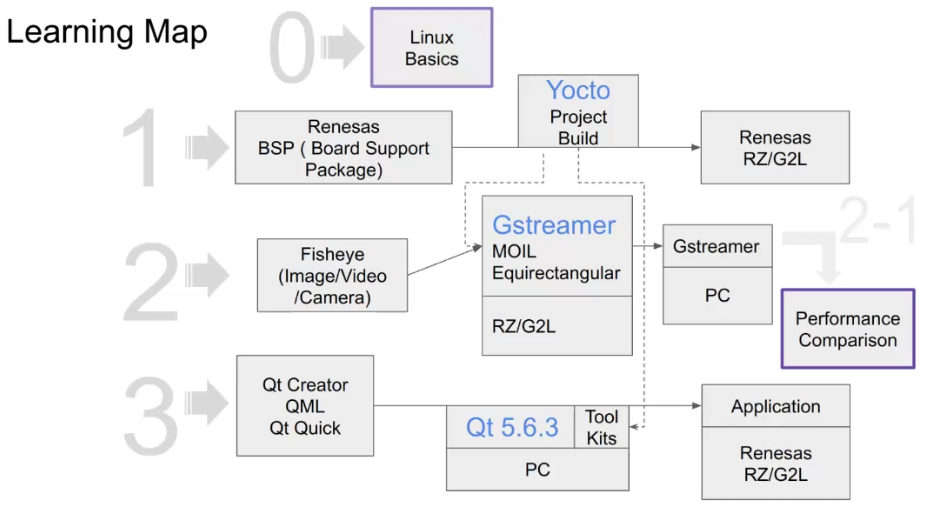 Learning Map
0
Linux
Basics
1
Renesas
BSP ( Board Support
Package)
Yocto
Project
Build
Renesas
RZ/G2L
2
Fisheye
(Image/Video
/Camera)
Gstreamer
MOIL
Equirectangular
RZ/G2L
Gstreamer
PC
2-1
Performance
Comparison
3
Qt Creator
QML
Qt Quick
Qt 5.6.3
Tool
Kits
PC
Application
Renesas
RZ/G2L